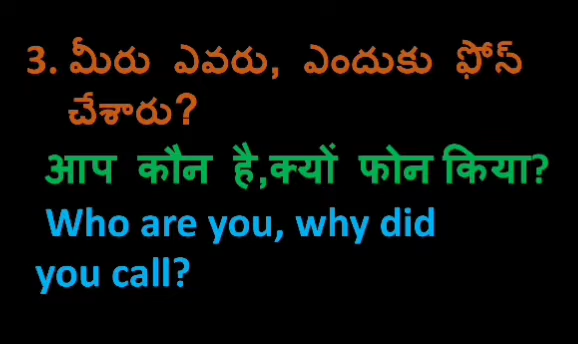 3. మీరు ఎవరు, ఎందుకు ఫోన్
చేశారు?
आप कौन है,क्यों फोन किया?
Who are you, why did
you call?